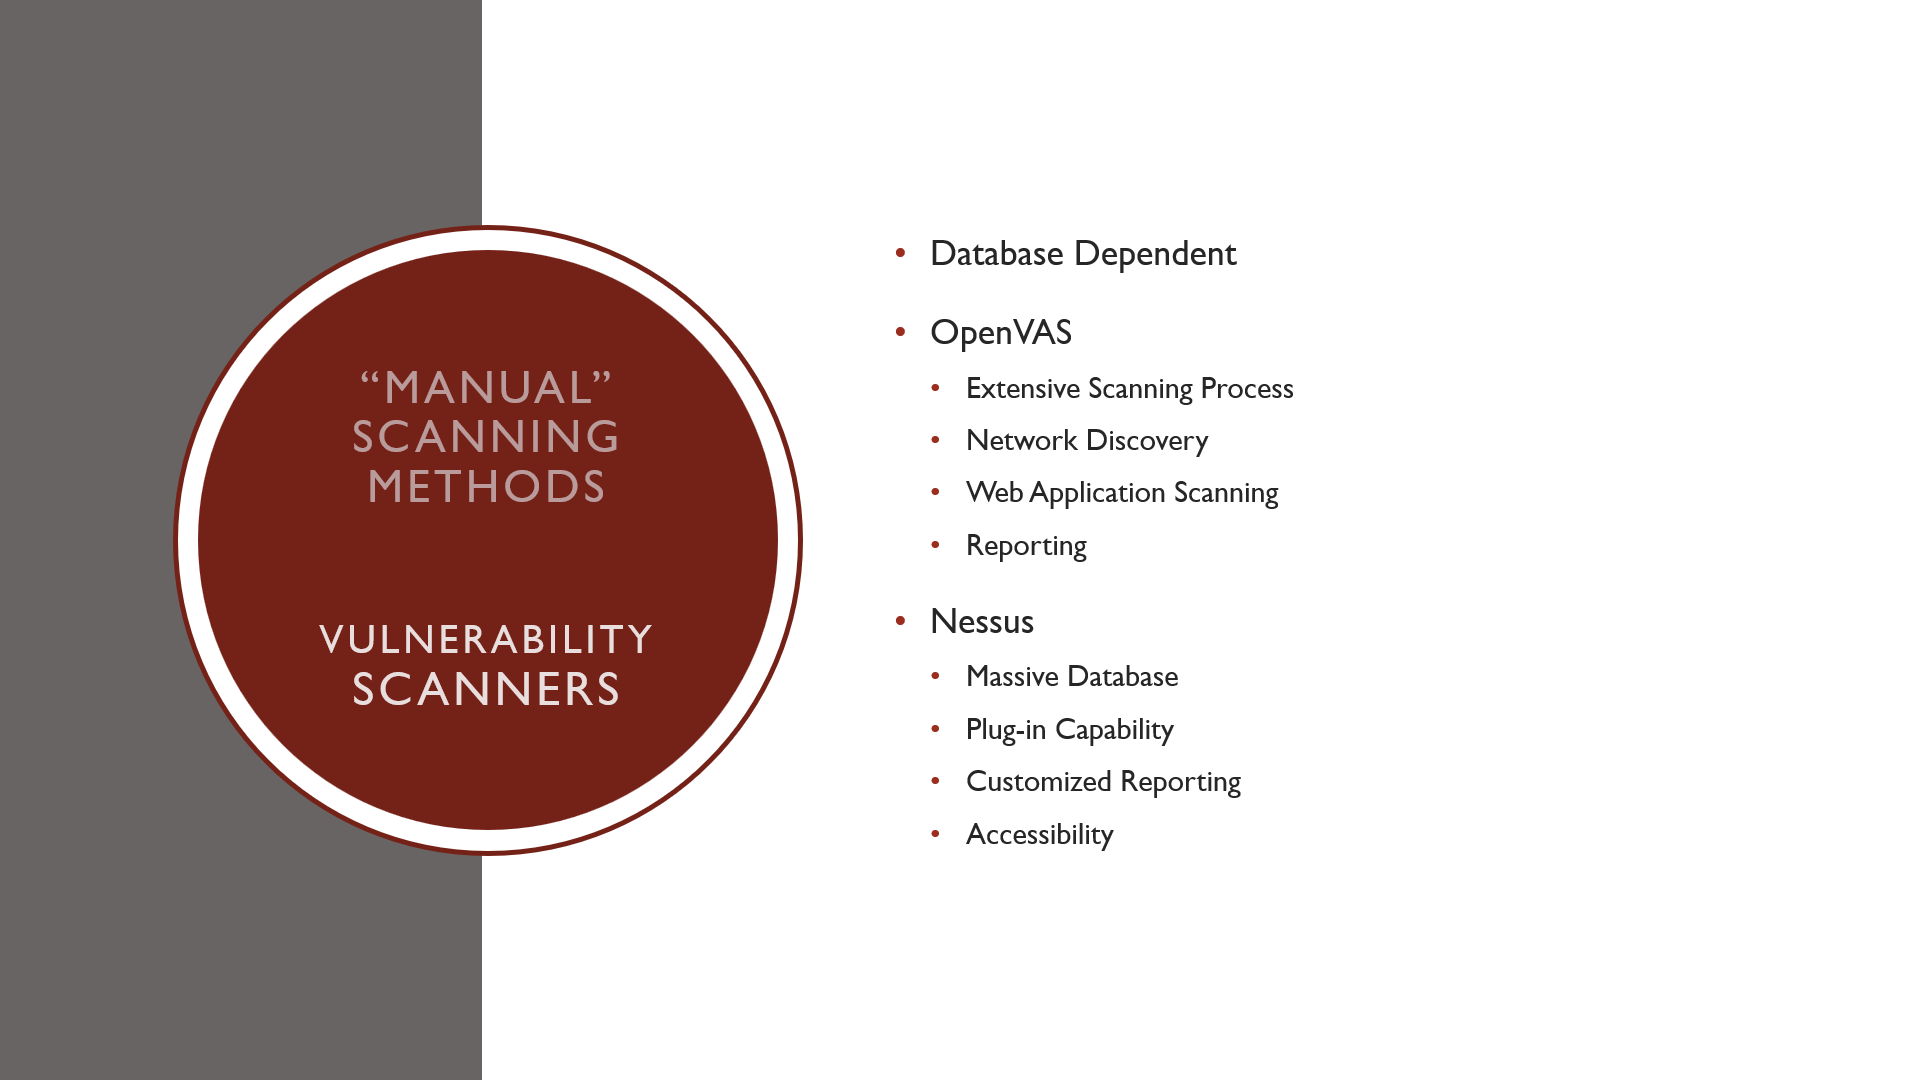 “MANUAL”
SCANNING
METHODS
VULNERABILITY
SCANNERS
• Database Dependent
• OpenVAS
• Extensive Scanning Process
• Network Discovery
• Web Application Scanning
• Reporting
• Nessus
• Massive Database
• Plug-in Capability
• Customized Reporting
• Accessibility